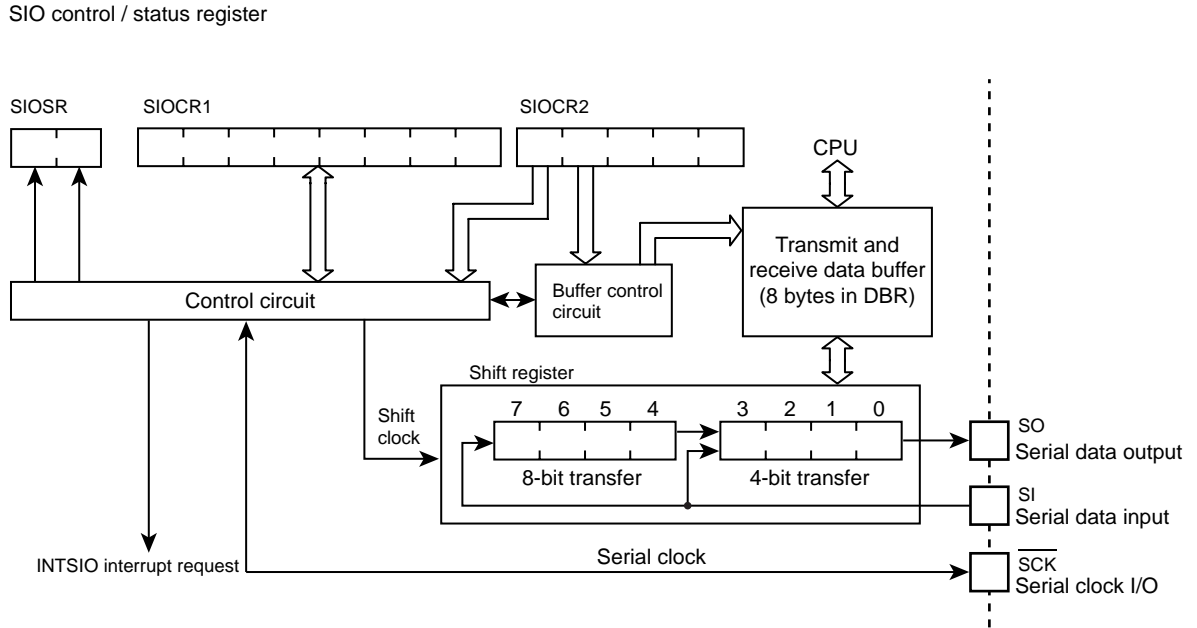 SIO control / status register
SIOSR
SIOCR1
SIOCR2
CPU
Transmit and
receive data buffer
(8 bytes in DBR)
Control circuit
Buffer control
circuit
Shift register
7 6 5 4 3 2 1 0
Shift
clock
8-bit transfer
4-bit transfer
SO
Serial data output
SI
Serial data input
INTSIO interrupt request
Serial clock
SCK
Serial clock I/O